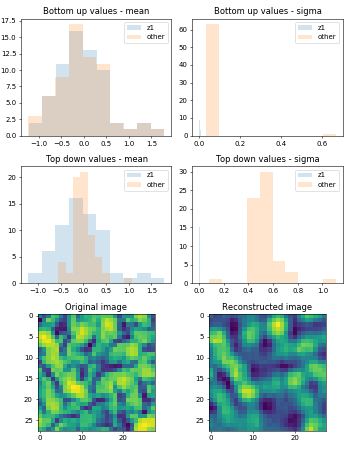 Bottom up values - mean
17.5
15.0
12.5
10.0
7.5
5.0
2.5
0.0
−1.0 −0.5 0.0 0.5 1.0 1.5
z1
other
Bottom up values - sigma
60
50
40
30
20
10
0
0.0 0.2 0.4 0.6
z1
other
Top down values - mean
20
15
10
5
0
−1.0 −0.5 0.0 0.5 1.0 1.5
z1
other
Top down values - sigma
30
25
20
15
10
5
0
0.0 0.2 0.4 0.6 0.8 1.0
z1
other
Original image
0
5
10
15
20
25
0 10 20
Reconstructed image
0
5
10
15
20
25
0 10 20